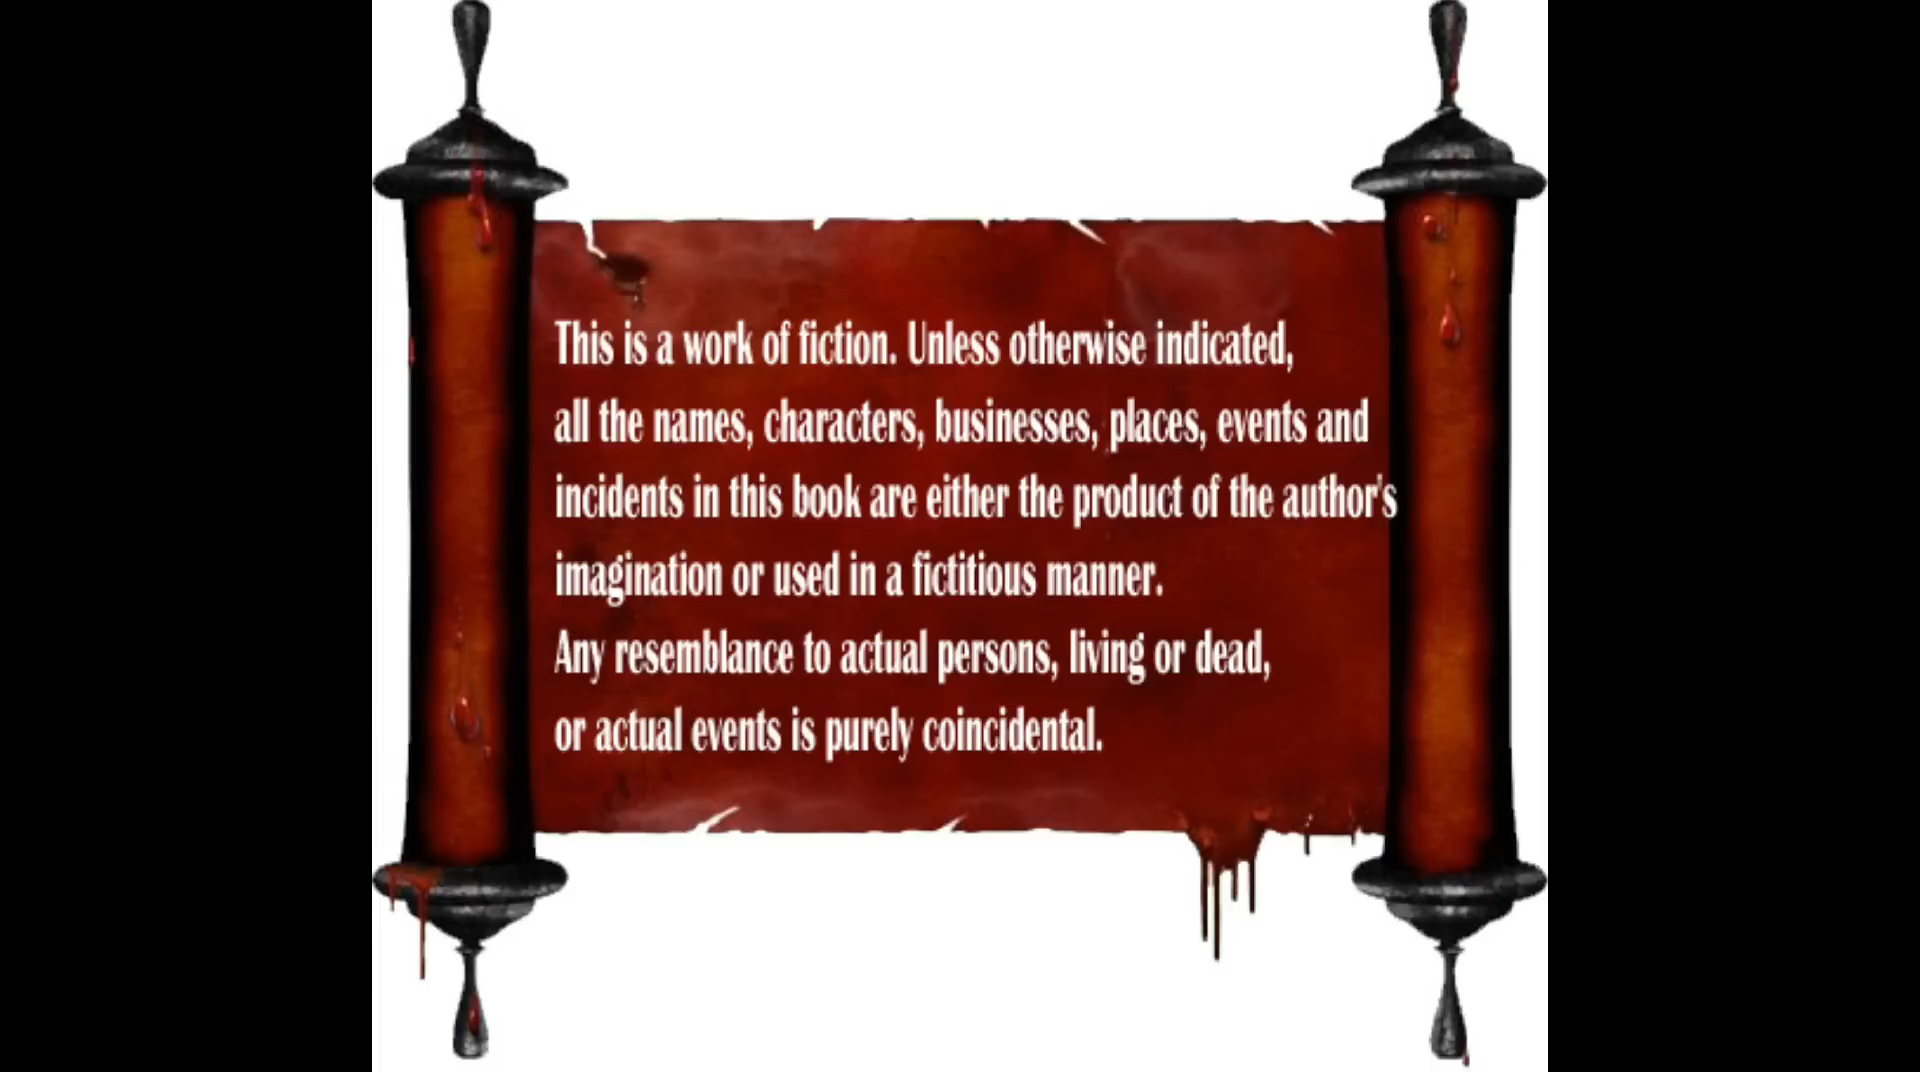 This is a work of fiction. Unless otherwise indicated,
all the names, characters, businesses, places, events and
incidents in this book are either the product of the author's
imagination or used in a fictitious manner.
Any resemblance to actual persons, living or dead,
or actual events is purely coincidental.